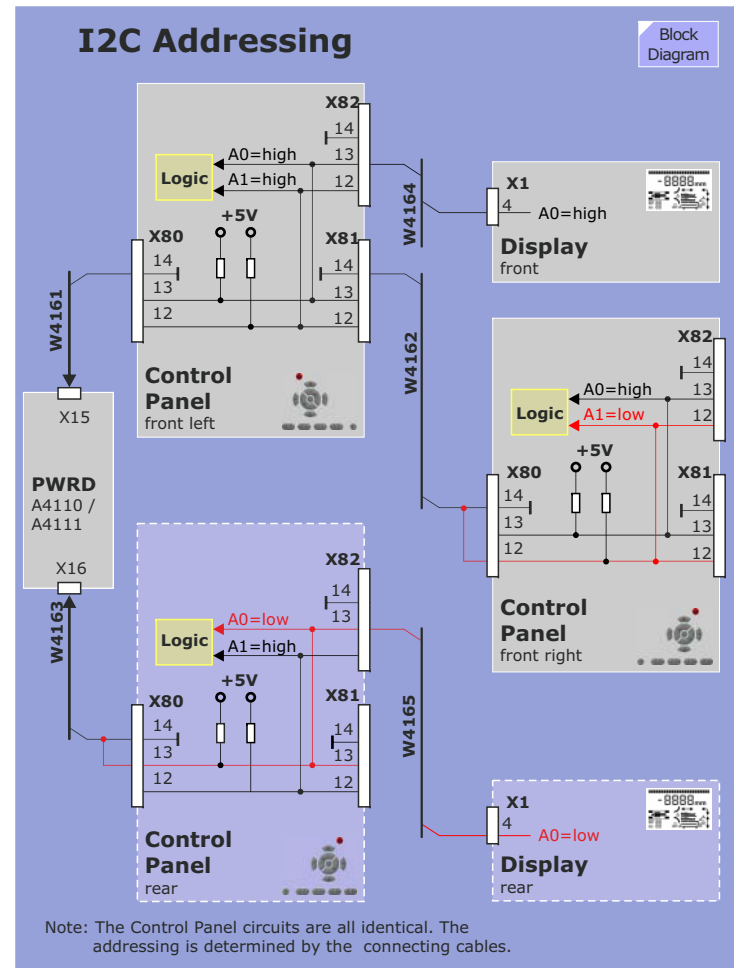 I2C Addressing
Block
Diagram
X82
14
13
12
A0=high
A1=high
Logic
+5V
X80
14
13
12
X81
14
13
12
Control
Panel
front left
W4161
W4164
W4162
X1
4
A0=high
-8888mm
Display
front
X15
PWRD
A4110 /
A4111
X16
W4163
X82
14
13
12
A0=high
A1=low
Logic
+5V
X80
14
13
12
X81
14
13
12
Control
Panel
front right
X82
14
13
A0=low
A1=high
Logic
+5V
X80
14
13
12
X81
14
13
12
Control
Panel
rear
W4165
X1
4
A0=low
-8888mm
Display
rear
Note: The Control Panel circuits are all identical. The
addressing is determined by the connecting cables.